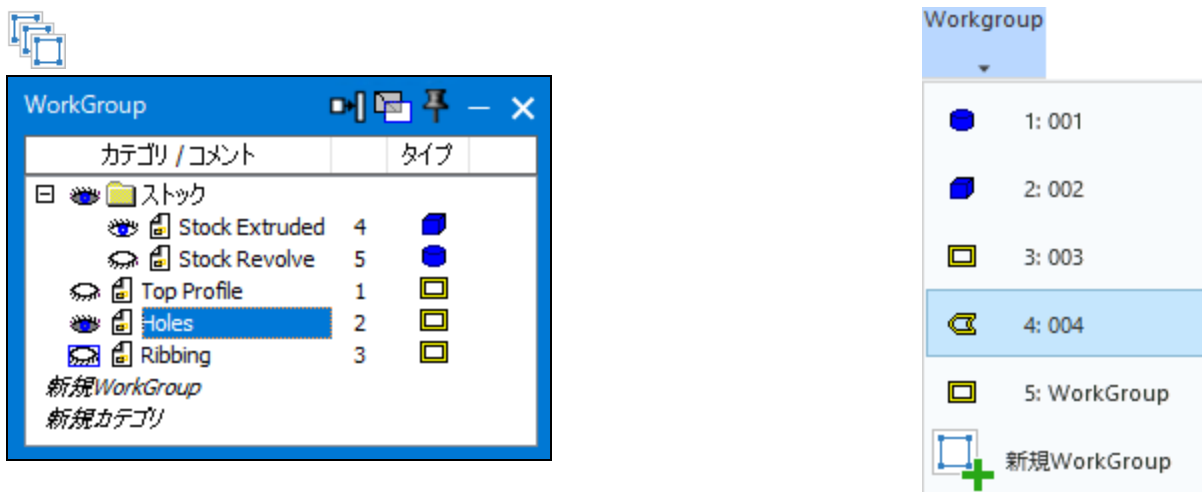 WorkGroup
カテゴリ / コメント タイプ
ストック
Stock Extruded 4
Stock Revolve 5
Top Profile 1
Holes 2
Ribbing 3
新規WorkGroup
新規カテゴリ
Workgroup
1: 001
2: 002
3: 003
4: 004
5: WorkGroup
新規WorkGroup